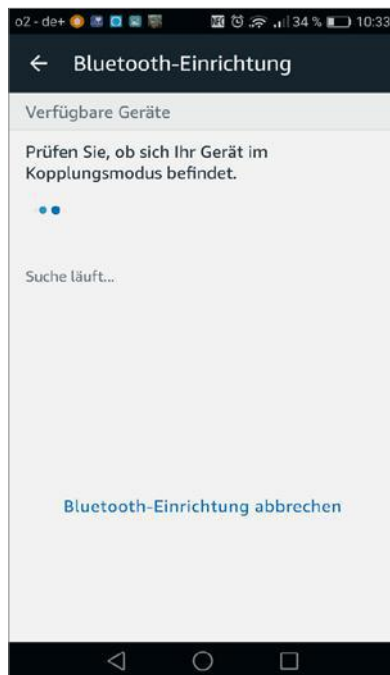 o2 - de+ 34 % 10:33
Bluetooth-Einrichtung
Verfügbare Geräte
Prüfen Sie, ob sich Ihr Gerät im
Kopplungsmodus befindet.
Suche läuft...
Bluetooth-Einrichtung abbrechen